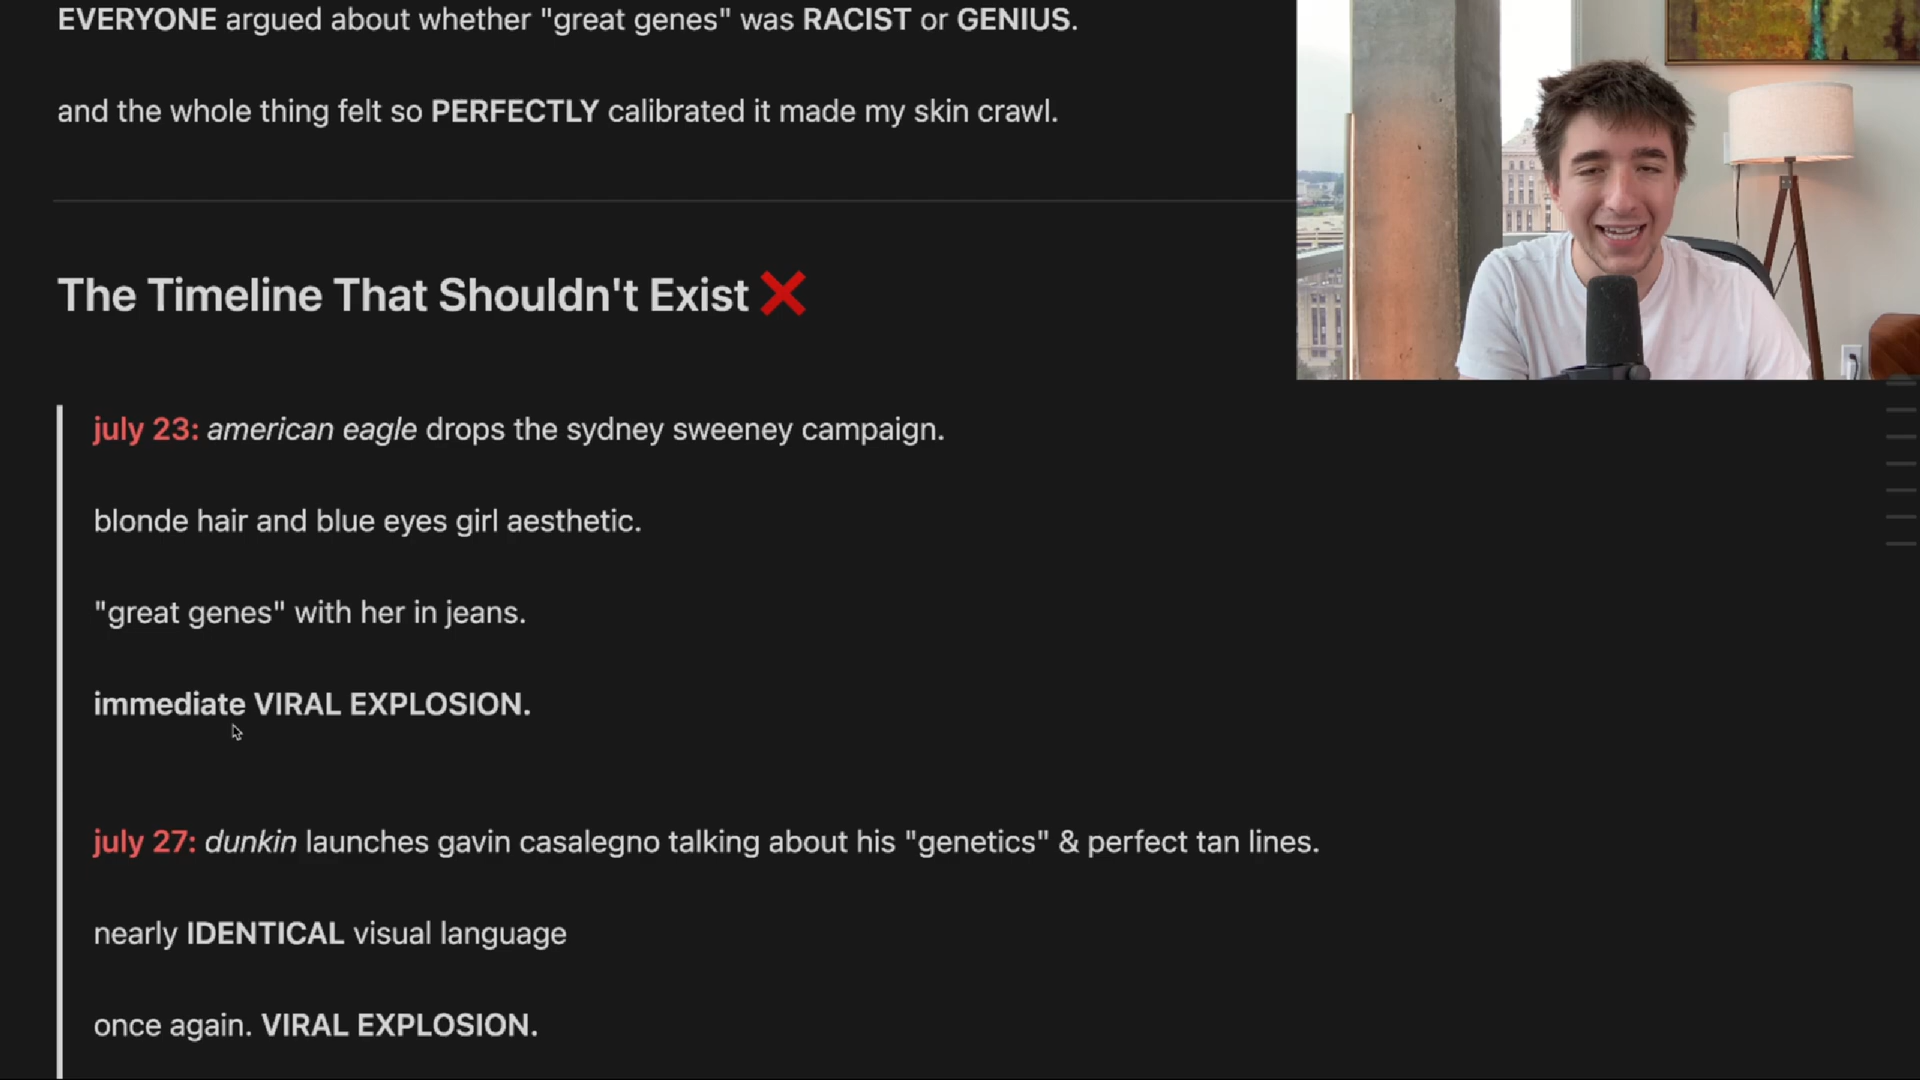 EVERYONE argued about whether "great genes" was RACIST or GENIUS.
and the whole thing felt so PERFECTLY calibrated it made my skin crawl.
The Timeline That Shouldn't Exist ❌
july 23: american eagle drops the sydney sweeney campaign.
blonde hair and blue eyes girl aesthetic.
"great genes" with her in jeans.
immediate VIRAL EXPLOSION.
july 27: dunkin launches gavin casalegno talking about his "genetics" & perfect tan lines.
nearly IDENTICAL visual language
once again. VIRAL EXPLOSION.